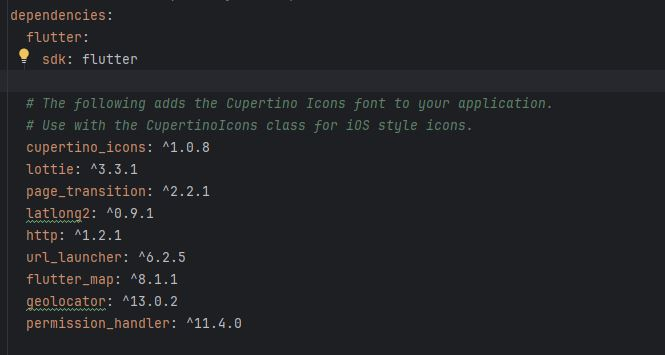 dependencies:
  flutter:
    sdk: flutter
  # The following adds the Cupertino Icons font to your application.
  # Use with the CupertinoIcons class for iOS style icons.
  cupertino_icons: ^1.0.8
  lottie: ^3.3.1
  page_transition: ^2.2.1
  latlong2: ^0.9.1
  http: ^1.2.1
  url_launcher: ^6.2.5
  flutter_map: ^8.1.1
  geolocator: ^13.0.2
  permission_handler: ^11.4.0